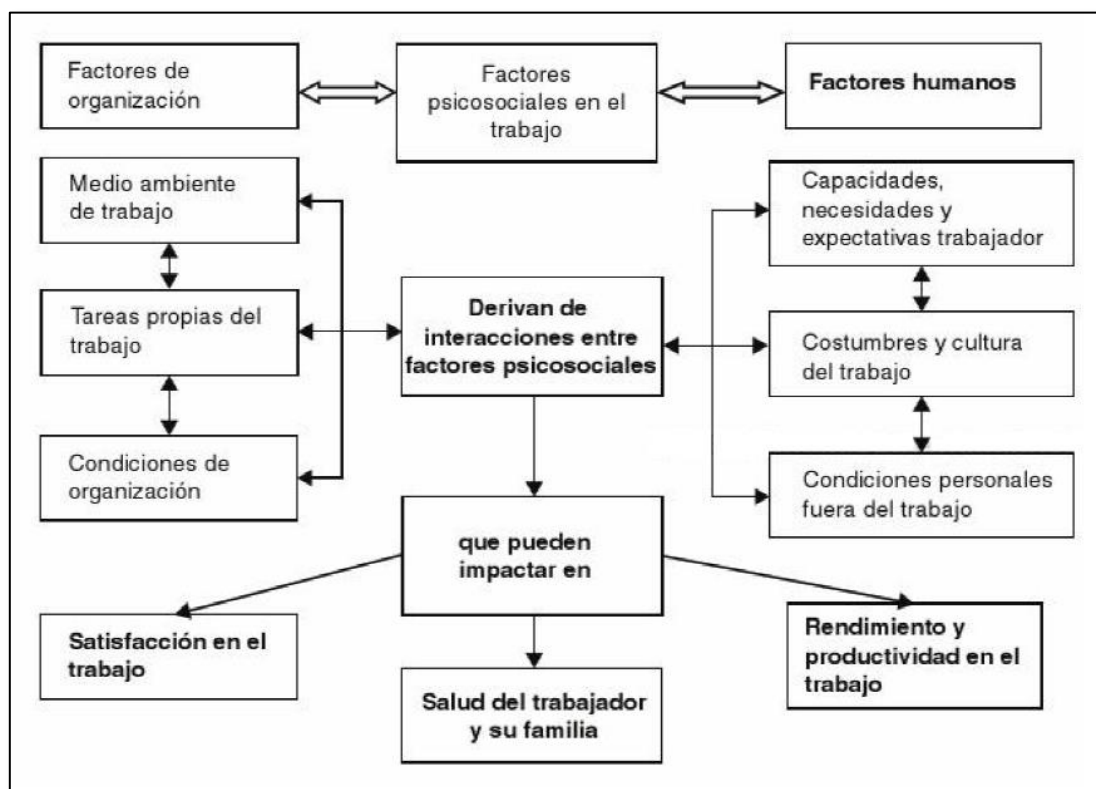 Factores de
organización
Factores
psicosociales en el
trabajo
Factores humanos
Medio ambiente
de trabajo
Tareas propias del
trabajo
Condiciones de
organización
Derivan de
interacciones entre
factores psicosociales
Capacidades,
necesidades y
expectativas trabajador
Costumbres y cultura
del trabajo
Condiciones personales
fuera del trabajo
que pueden
impactar en
Satisfacción en el
trabajo
Salud del trabajador
y su familia
Rendimiento y
productividad en el
trabajo